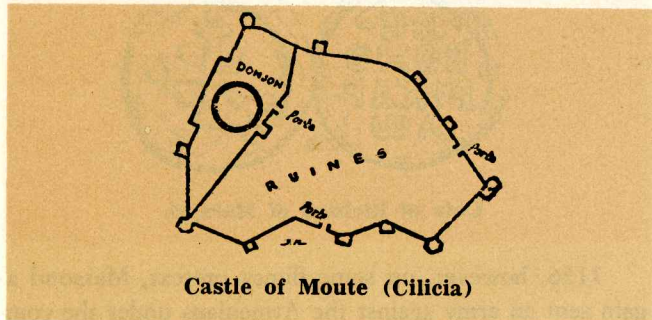 DONJON
Porte
Porte
RUINES
Porte
J.M.
Castle of Moute (Cilicia)